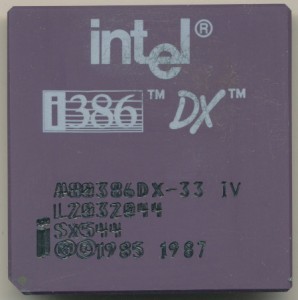 intel®
i386™ DX™
A80386DX-33 iV
L2032044
SX544
©©1985 1987